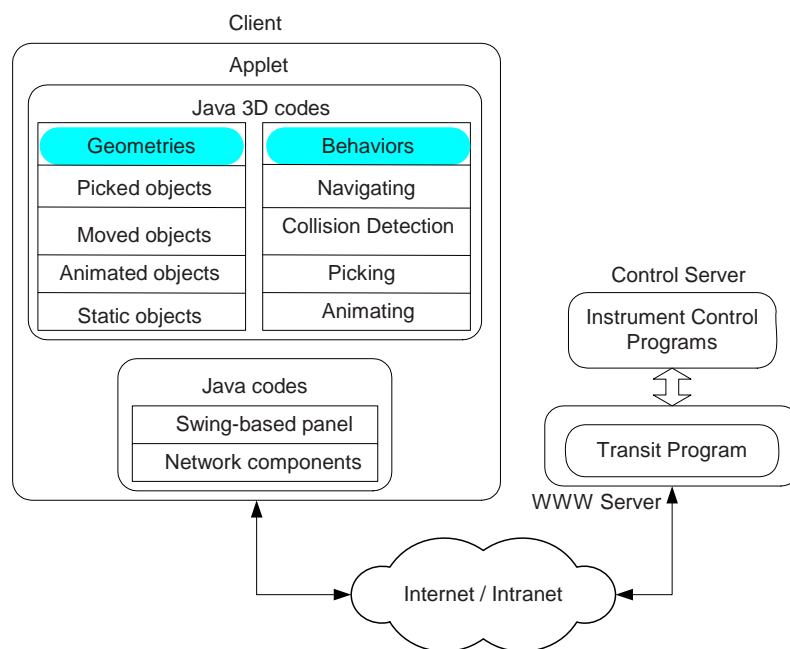 Client
Applet
Java 3D codes
Geometries
Picked objects
Moved objects
Animated objects
Static objects
Behaviors
Navigating
Collision Detection
Picking
Animating
Java codes
Swing-based panel
Network components
Control Server
Instrument Control
Programs
Transit Program
WWW Server
Internet / Intranet